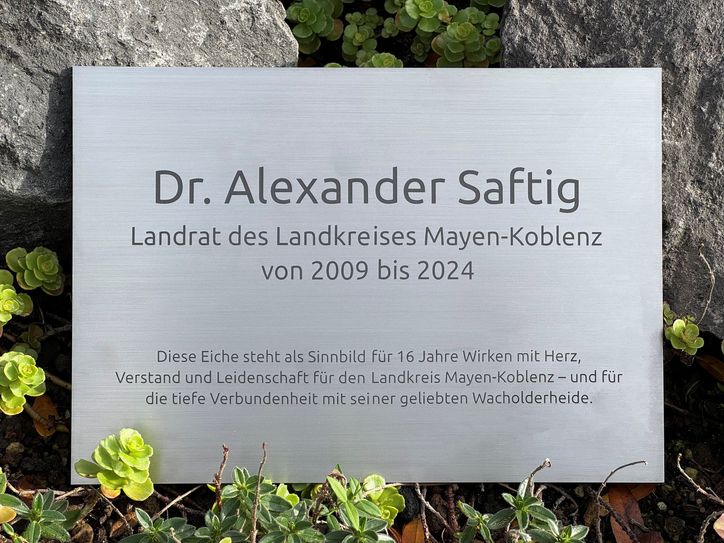 Dr. Alexander Saftig
Landrat des Landkreises Mayen-Koblenz
von 2009 bis 2024
Diese Eiche steht als Sinnbild für 16 Jahre Wirken mit Herz,
Verstand und Leidenschaft für den Landkreis Mayen-Koblenz – und für
die tiefe Verbundenheit mit seiner geliebten Wacholderheide.